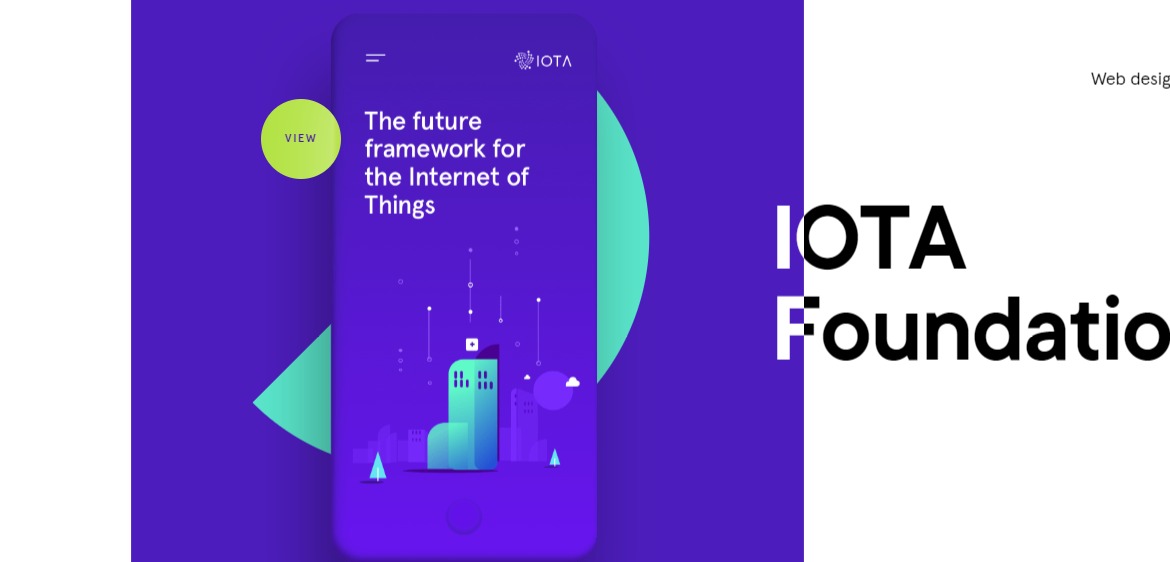 IOTA
The future
framework for
the Internet of
Things
VIEW
Web desig
IOTA
Foundatio